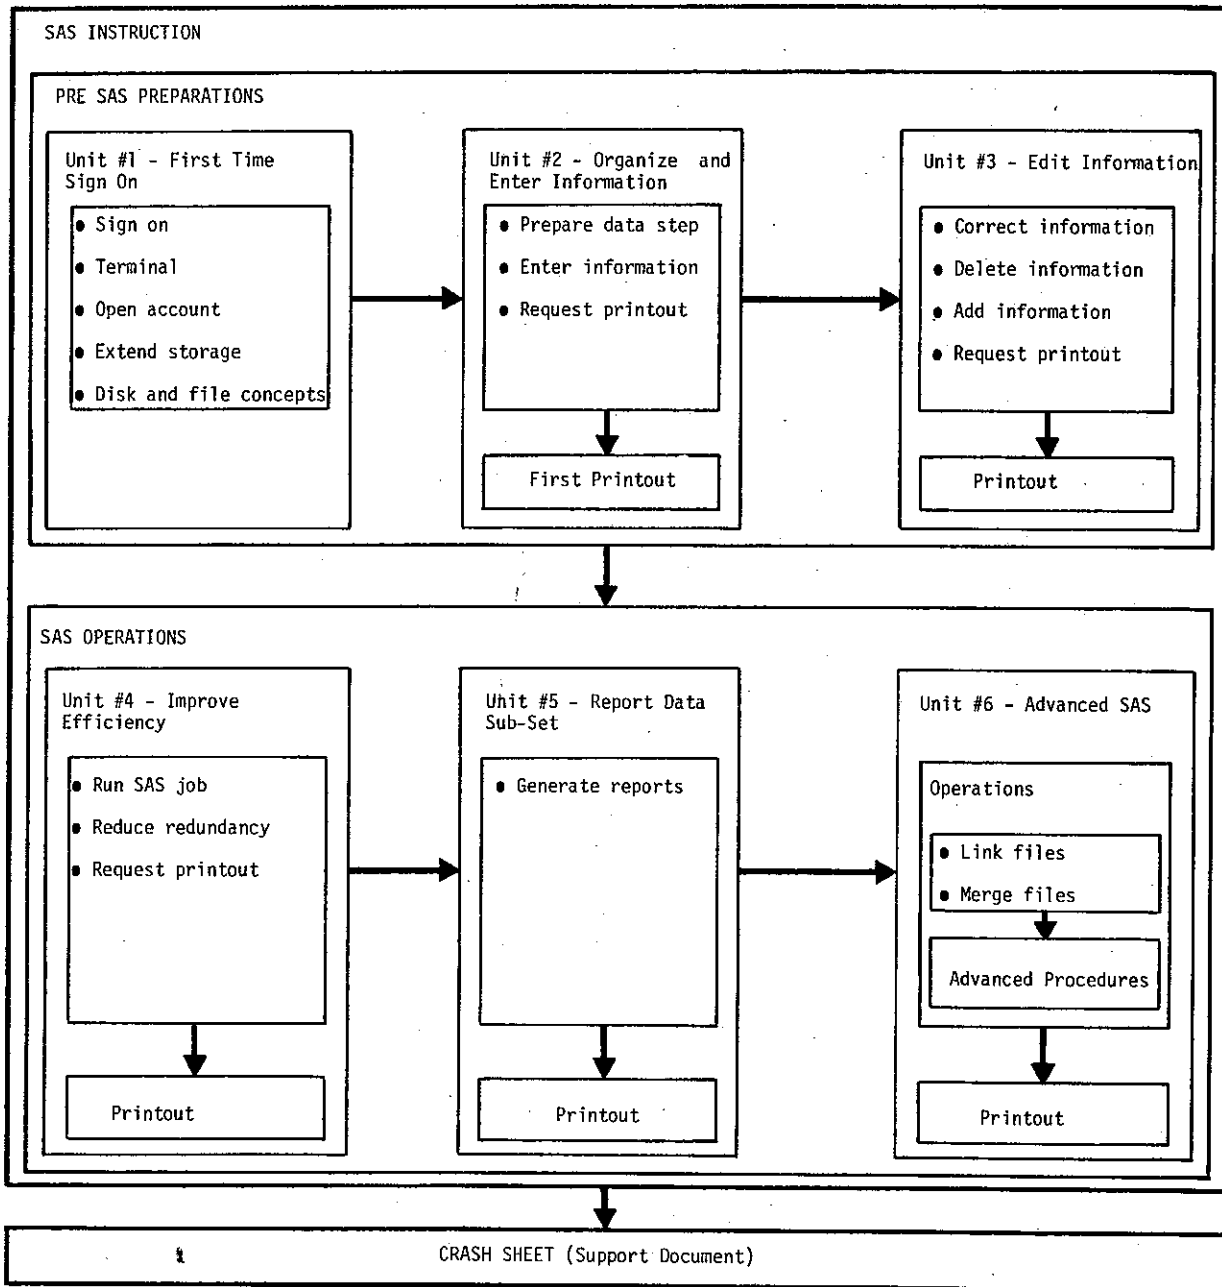 SAS INSTRUCTION
PRE SAS PREPARATIONS
Unit #1 - First Time
Sign On
● Sign on
● Terminal
● Open account
● Extend storage
● Disk and file concepts
Unit #2 - Organize and
Enter Information
● Prepare data step
● Enter information
● Request printout
First Printout
Unit #3 - Edit Information
● Correct information
● Delete information
● Add information
● Request printout
Printout
SAS OPERATIONS
Unit #4 - Improve
Efficiency
● Run SAS job
● Reduce redundancy
● Request printout
Printout
Unit #5 - Report Data
Sub-Set
● Generate reports
Printout
Unit #6 - Advanced SAS
Operations
● Link files
● Merge files
Advanced Procedures
Printout
CRASH SHEET (Support Document)